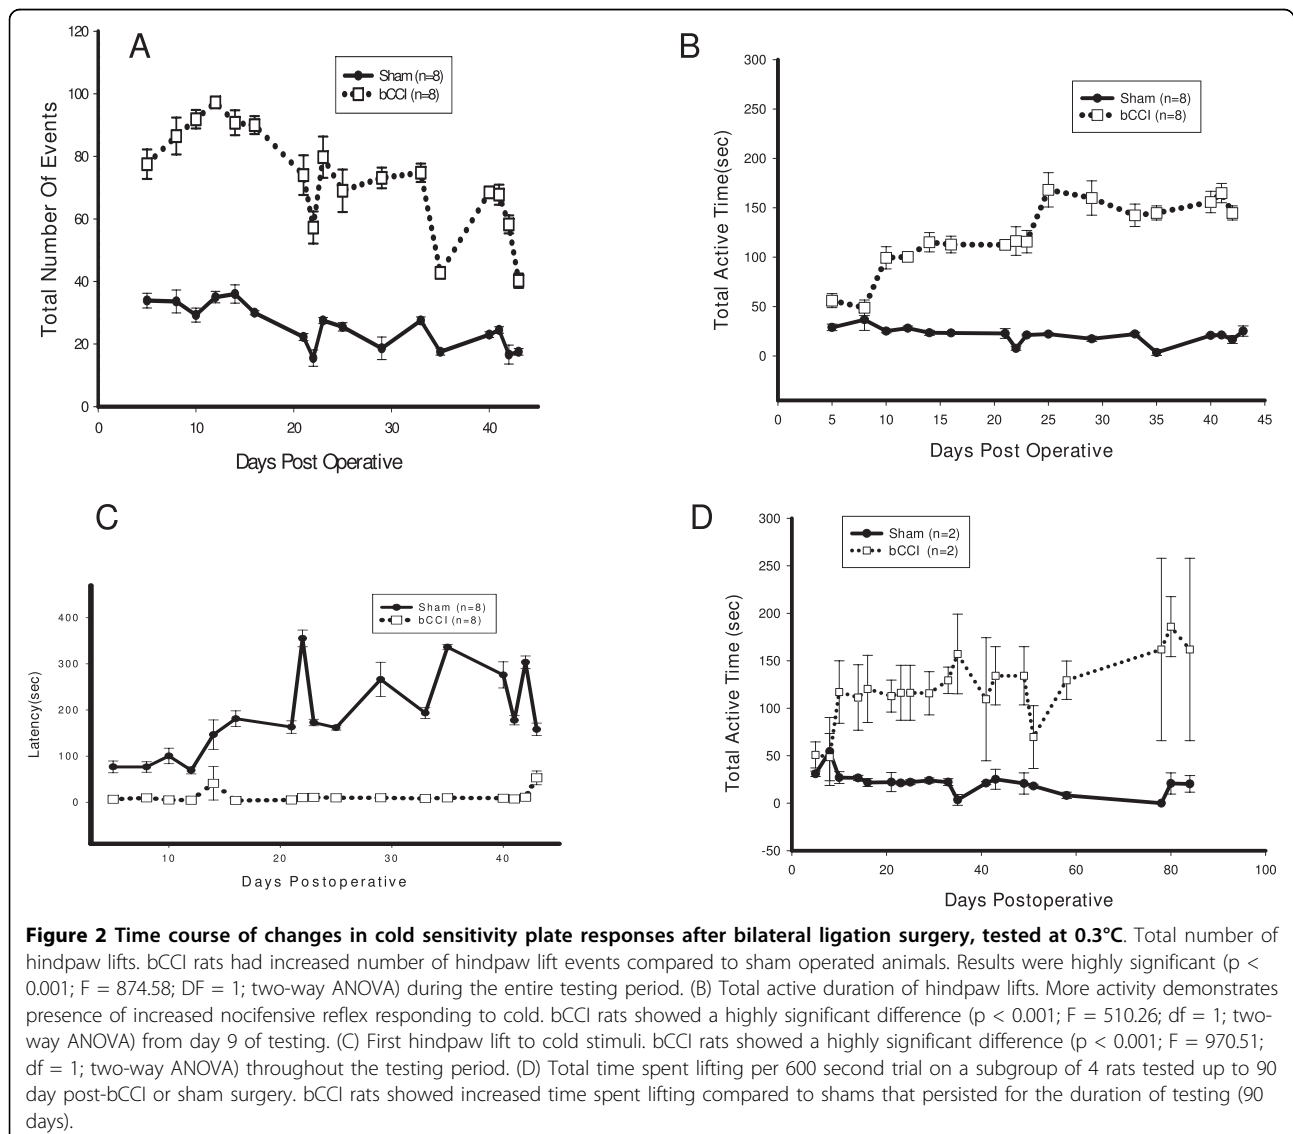 A
120
100
80
60
40
20
0
Total Number Of Events
Sham (n=8)
bCCI (n=8)
0 10 20 30 40
Days Post Operative
B
300
250
200
150
100
50
0
Total Active Time(sec)
Sham (n=8)
bCCI (n=8)
0 5 10 15 20 25 30 35 40 45
Days Post Operative
C
400
300
200
100
0
Latency(sec)
Sham (n=8)
bCCI (n=8)
10 20 30 40
Days Postoperative
D
300
250
200
150
100
50
0
-50
Total Active Time (sec)
Sham (n=2)
bCCI (n=2)
0 20 40 60 80 100
Days Postoperative
Figure 2 Time course of changes in cold sensitivity plate responses after bilateral ligation surgery, tested at 0.3°C. Total number of
hindpaw lifts. bCCI rats had increased number of hindpaw lift events compared to sham operated animals. Results were highly significant (p <
0.001; F = 874.58; DF = 1; two-way ANOVA) during the entire testing period. (B) Total active duration of hindpaw lifts. More activity demonstrates
presence of increased nocifensive reflex responding to cold. bCCI rats showed a highly significant difference (p < 0.001; F = 510.26; df = 1; two-
way ANOVA) from day 9 of testing. (C) First hindpaw lift to cold stimuli. bCCI rats showed a highly significant difference (p < 0.001; F = 970.51;
df = 1; two-way ANOVA) throughout the testing period. (D) Total time spent lifting per 600 second trial on a subgroup of 4 rats tested up to 90
day post-bCCI or sham surgery. bCCI rats showed increased time spent lifting compared to shams that persisted for the duration of testing (90
days).